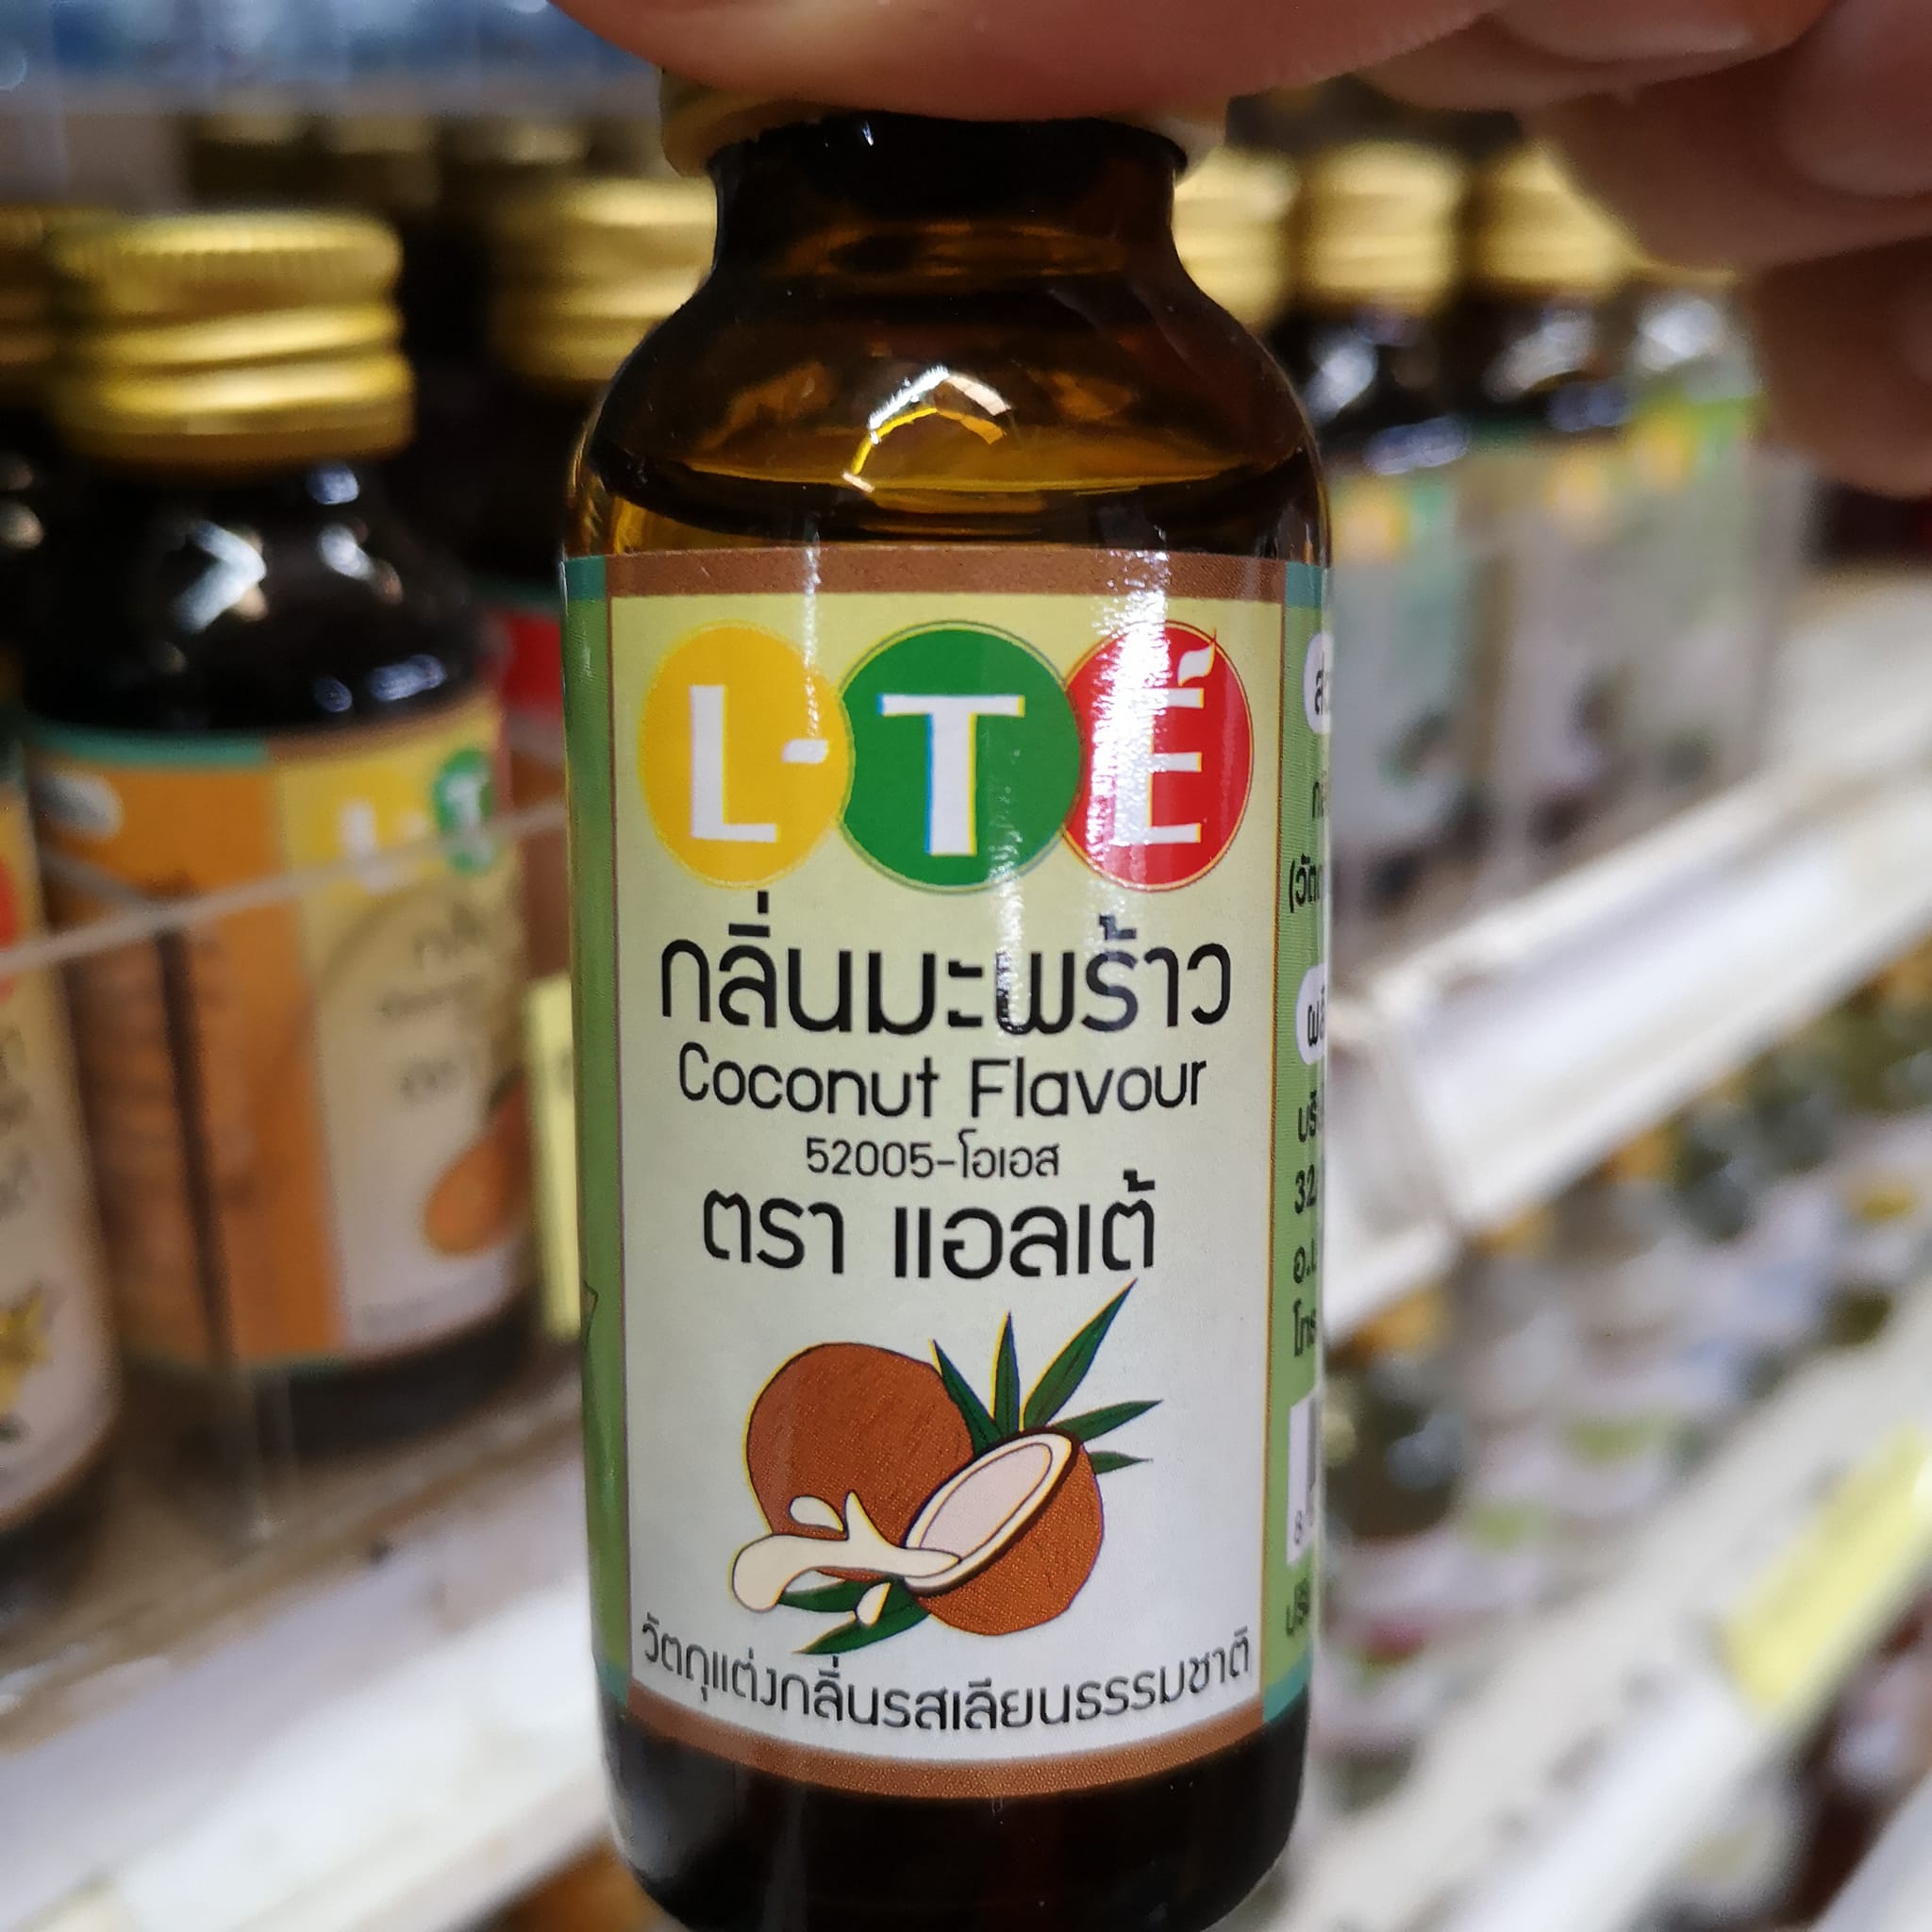 L-TÉ
กลิ่นมะพร้าว
Coconut Flavour
52005-โอเอส
ตรา แอลเต้
วัตถุแต่งกลิ่นรสเลียนธรรมชาติ